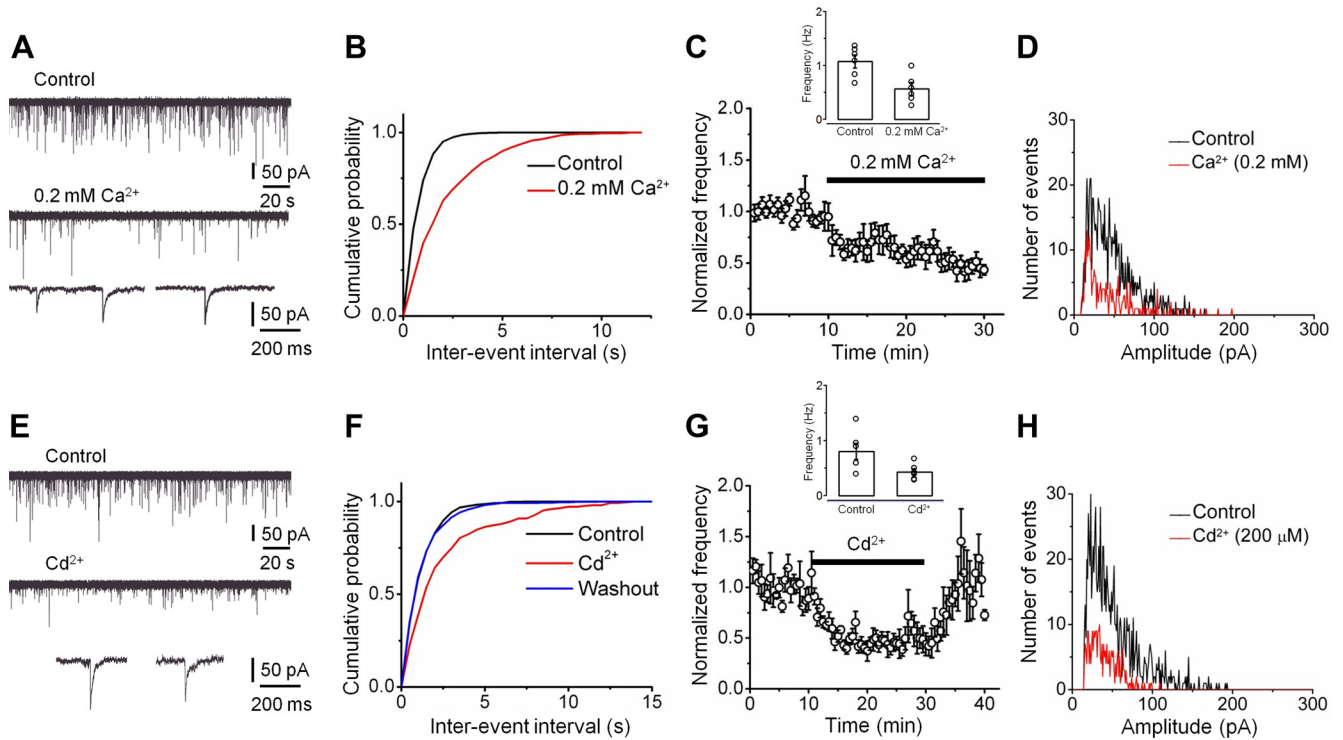 A
Control
50 pA
20 s
0.2 mM Ca²⁺
50 pA
200 ms
B
Cumulative probability
1.0
0.5
0.0
Control
0.2 mM Ca²⁺
0 5 10
Inter-event interval (s)
C
Frequency (Hz)
2
1
0
Control 0.2 mM Ca²⁺
Normalized frequency
2.0
1.5
1.0
0.5
0.0
0.2 mM Ca²⁺
0 10 20 30
Time (min)
D
Number of events
30
20
10
0
Control
Ca²⁺ (0.2 mM)
0 100 200 300
Amplitude (pA)
E
Control
50 pA
20 s
Cd²⁺
50 pA
200 ms
F
Cumulative probability
1.0
0.5
0.0
Control
Cd²⁺
Washout
0 5 10 15
Inter-event interval (s)
G
Frequency (Hz)
2
1
0
Control Cd²⁺
Normalized frequency
2.0
1.5
1.0
0.5
0.0
Cd²⁺
0 10 20 30 40
Time (min)
H
Number of events
30
20
10
0
Control
Cd²⁺ (200 μM)
0 100 200 300
Amplitude (pA)